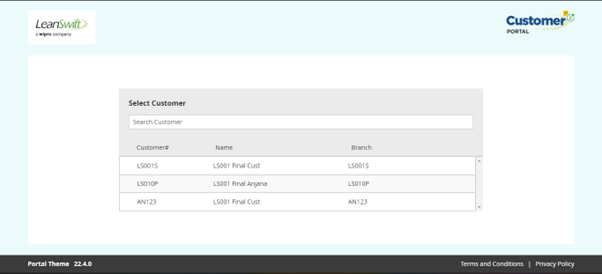 LeanSwift
a wipro company
Customer
PORTAL
Select Customer
Search Customer
Customer# Name Branch
LS001S LS001 Final Cust LS001S
LS010P LS001 Final Anjana LS010P
AN123 LS001 Final Cust AN123
Portal Theme 22.4.0 Terms and Conditions | Privacy Policy